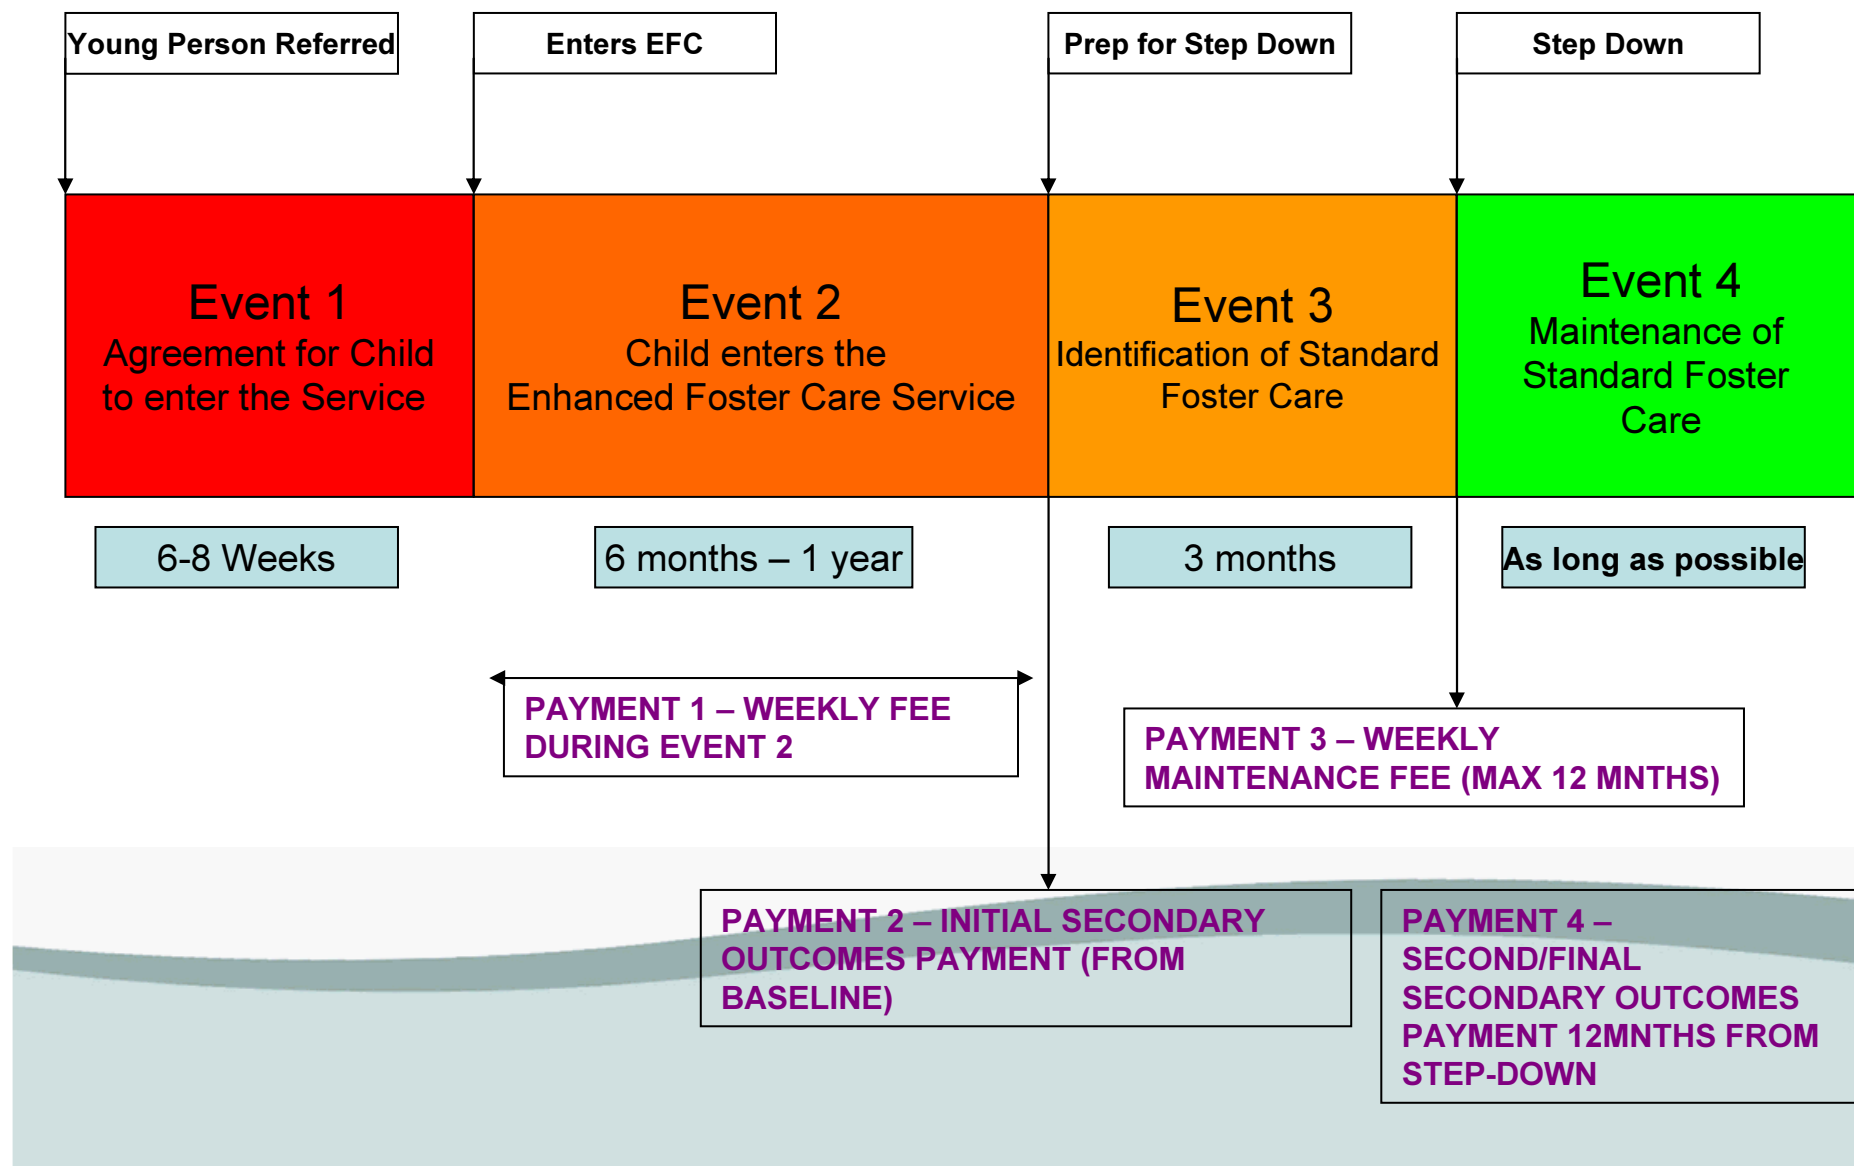 Young Person Referred
Enters EFC
Prep for Step Down
Step Down
Event 1
Agreement for Child
to enter the Service
Event 2
Child enters the
Enhanced Foster Care Service
Event 3
Identification of Standard
Foster Care
Event 4
Maintenance of
Standard Foster
Care
6-8 Weeks
6 months – 1 year
3 months
As long as possible
PAYMENT 1 – WEEKLY FEE
DURING EVENT 2
PAYMENT 3 – WEEKLY
MAINTENANCE FEE (MAX 12 MNTHS)
PAYMENT 2 – INITIAL SECONDARY
OUTCOMES PAYMENT (FROM
BASELINE)
PAYMENT 4 –
SECOND/FINAL
SECONDARY OUTCOMES
PAYMENT 12MNTHS FROM
STEP-DOWN